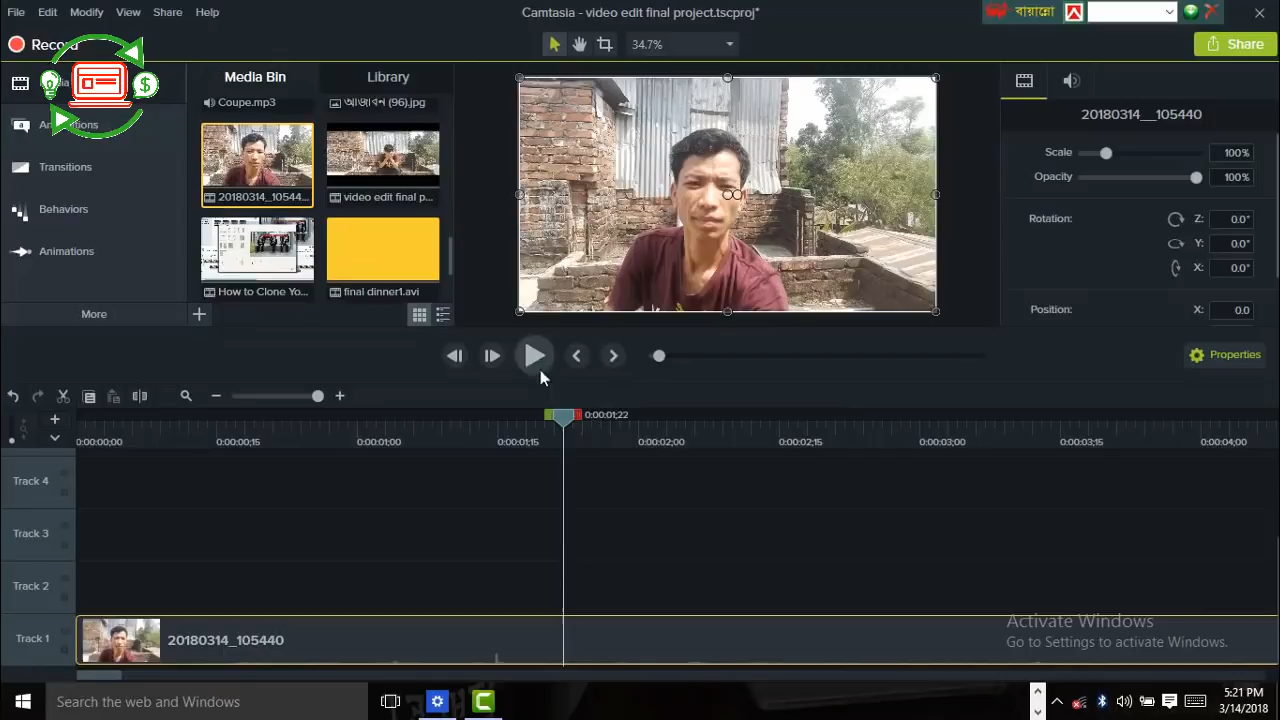 File Edit Modify View Share Help
Camtasia - video edit final project.tscproj*
বায়ান্নো
Record
34.7%
Share
Media Bin
Library
Coupe.mp3
(96).jpg
20180314_10544...
video edit final p...
How to Clone Yo...
final dinner1.avi
Transitions
Behaviors
Animations
More
20180314__105440
Scale
100%
Opacity
100%
Rotation:
Z:
0.0°
Y:
0.0°
X:
0.0°
Position:
X:
0.0
Properties
0:00:01;22
0:00:00;00
0:00:00;15
0:00:01;00
0:00:01;15
0:00:02;00
0:00:02;15
0:00:03;00
0:00:03;15
0:00:04;00
Track 4
Track 3
Track 2
Track 1
20180314_105440
Activate Windows
Go to Settings to activate Windows.
Search the web and Windows
5:21 PM
3/14/2018